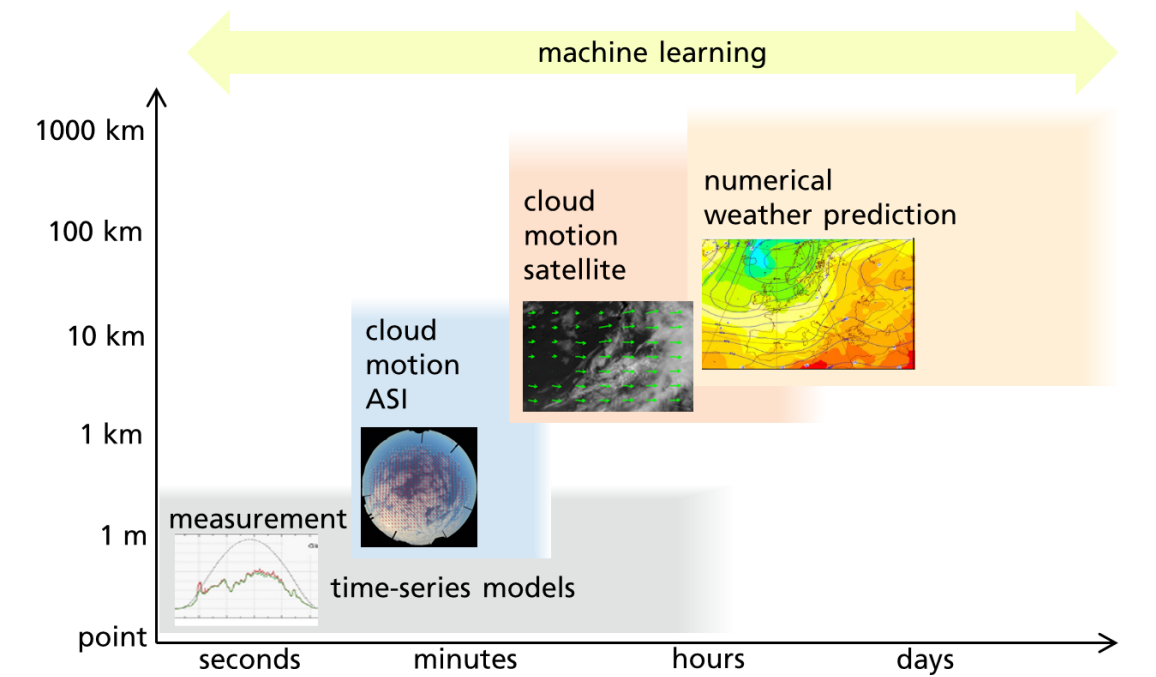 machine learning
1000 km
100 km
10 km
1 km
1 m
point
numerical
weather prediction
cloud
motion
satellite
cloud
motion
ASI
measurement
time-series models
seconds
minutes
hours
days